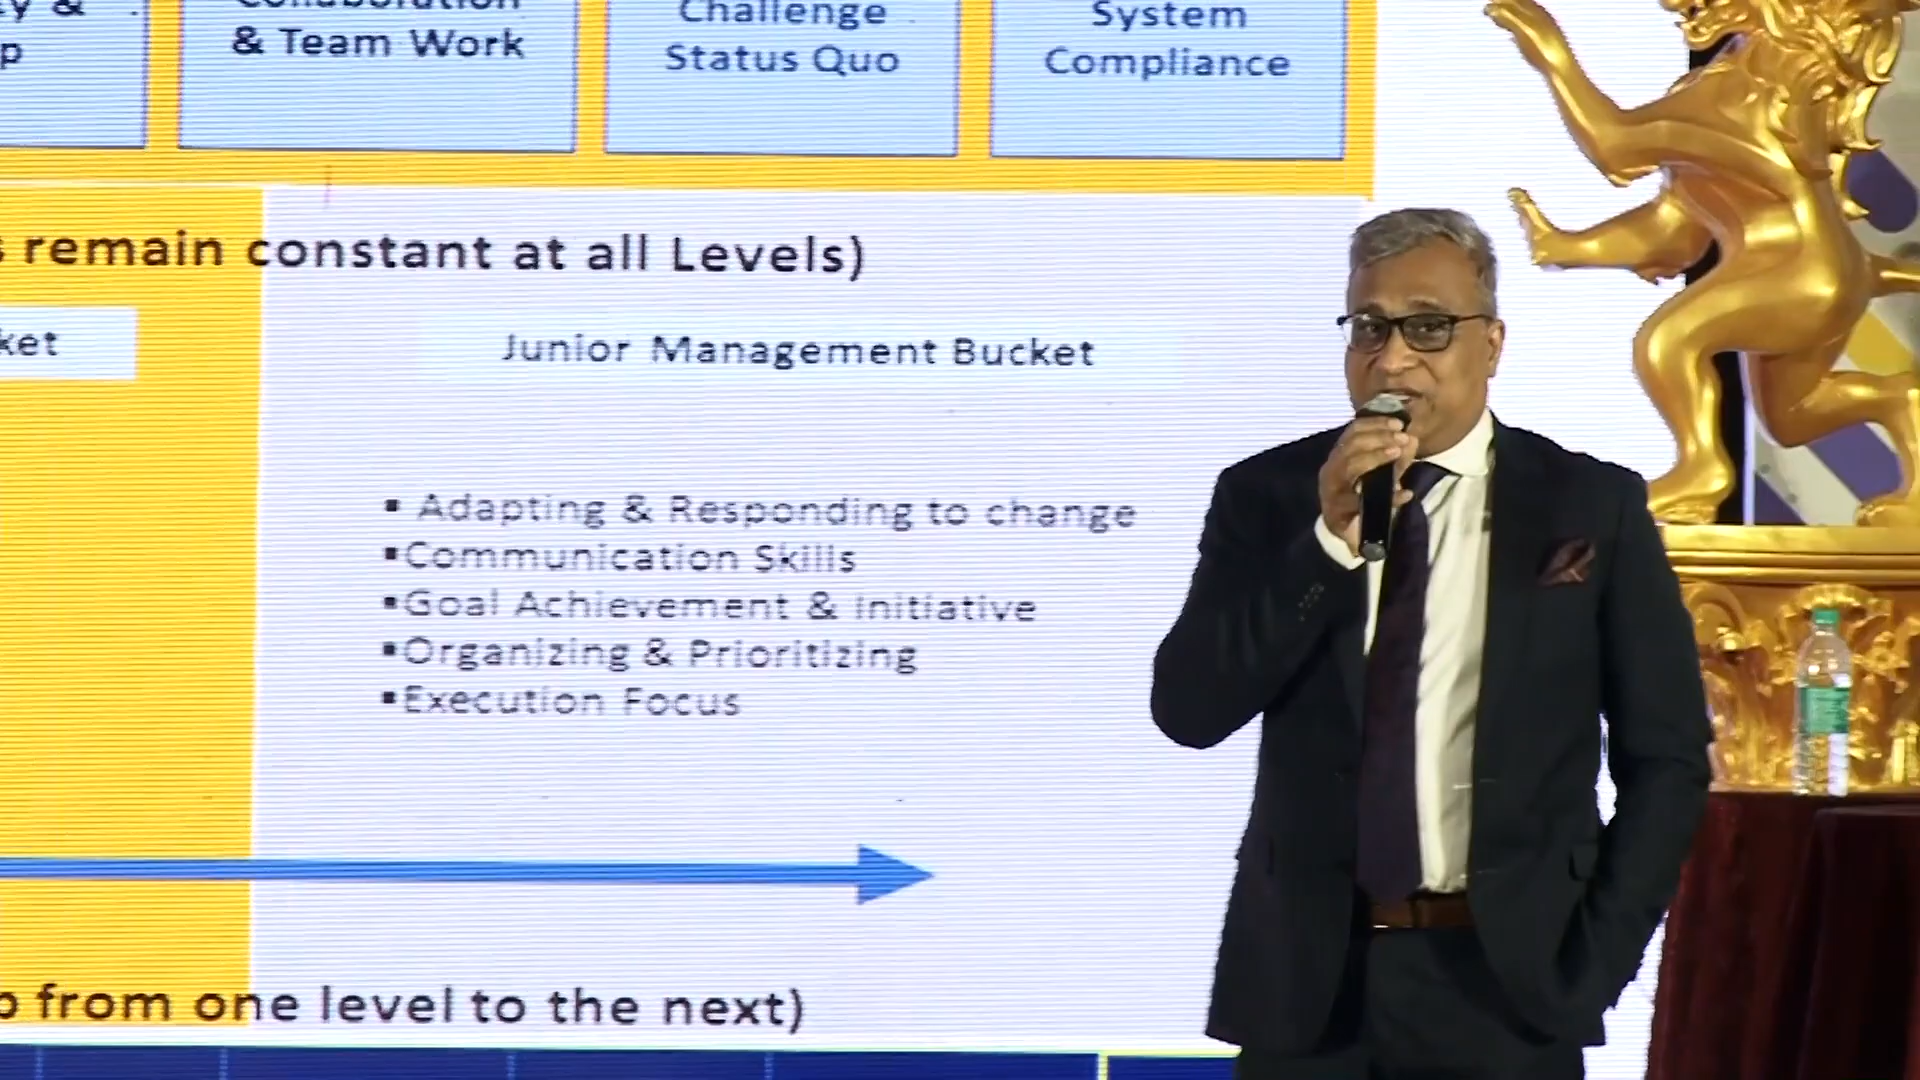 & Team Work
Challenge
Status Quo
System
Compliance
remain constant at all Levels)
Junior Management Bucket
▪ Adapting & Responding to change
▪Communication Skills
▪Goal Achievement & Initiative
▪Organizing & Prioritizing
▪Execution Focus
from one level to the next)